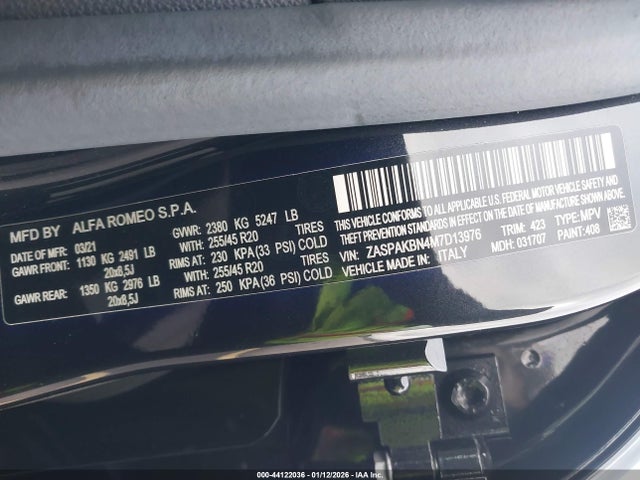 MFD BY ALFA ROMEO S.P.A.
DATE OF MFD 03/21 GVWR: 2380 KG 5247 LB
GAWR FRONT: 1130 KG 2491 LB WITH 255/45 R20 TIRES
20x8,5J RIMS AT: 230 KPA (33 PSI) COLD
GAWR REAR: 1350 KG 2976 LB WITH 255/45 R20 TIRES
20x8,5J RIMS AT: 250 KPA (36 PSI) COLD
THIS VEHICLE CONFORMS TO ALL APPLICABLE U.S.A. FEDERAL MOTOR VEHICLE SAFETY
THEFT PREVENTION STANDARDS IN EFFECT ON THE DATE OF MANUFACTURE SHOWN ABOVE
VIN: ZASPAKBN4M7D13976 TRIM: 423 TYPE: MPV
VEHICLE MADE IN: ITALY MDH: 031707 PAINT: 408
000-44122036 - 01/12/2026 - IAA Inc.